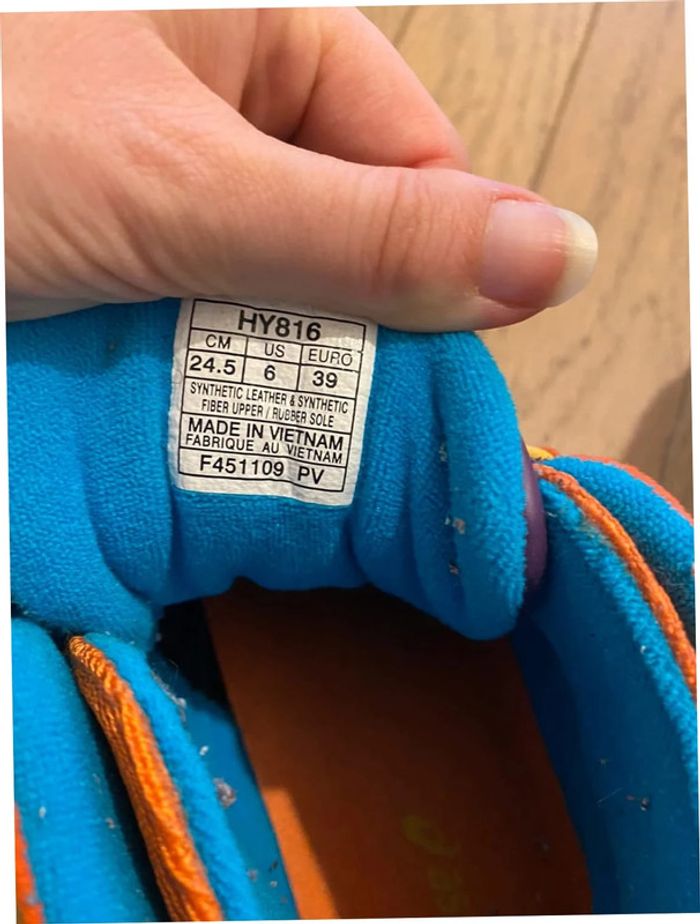 HY816
CM US EURO
24.5 6 39
SYNTHETIC LEATHER & SYNTHETIC
FIBER UPPER / RUBBER SOLE
MADE IN VIETNAM
FABRIQUE AU VIETNAM
F451109 PV